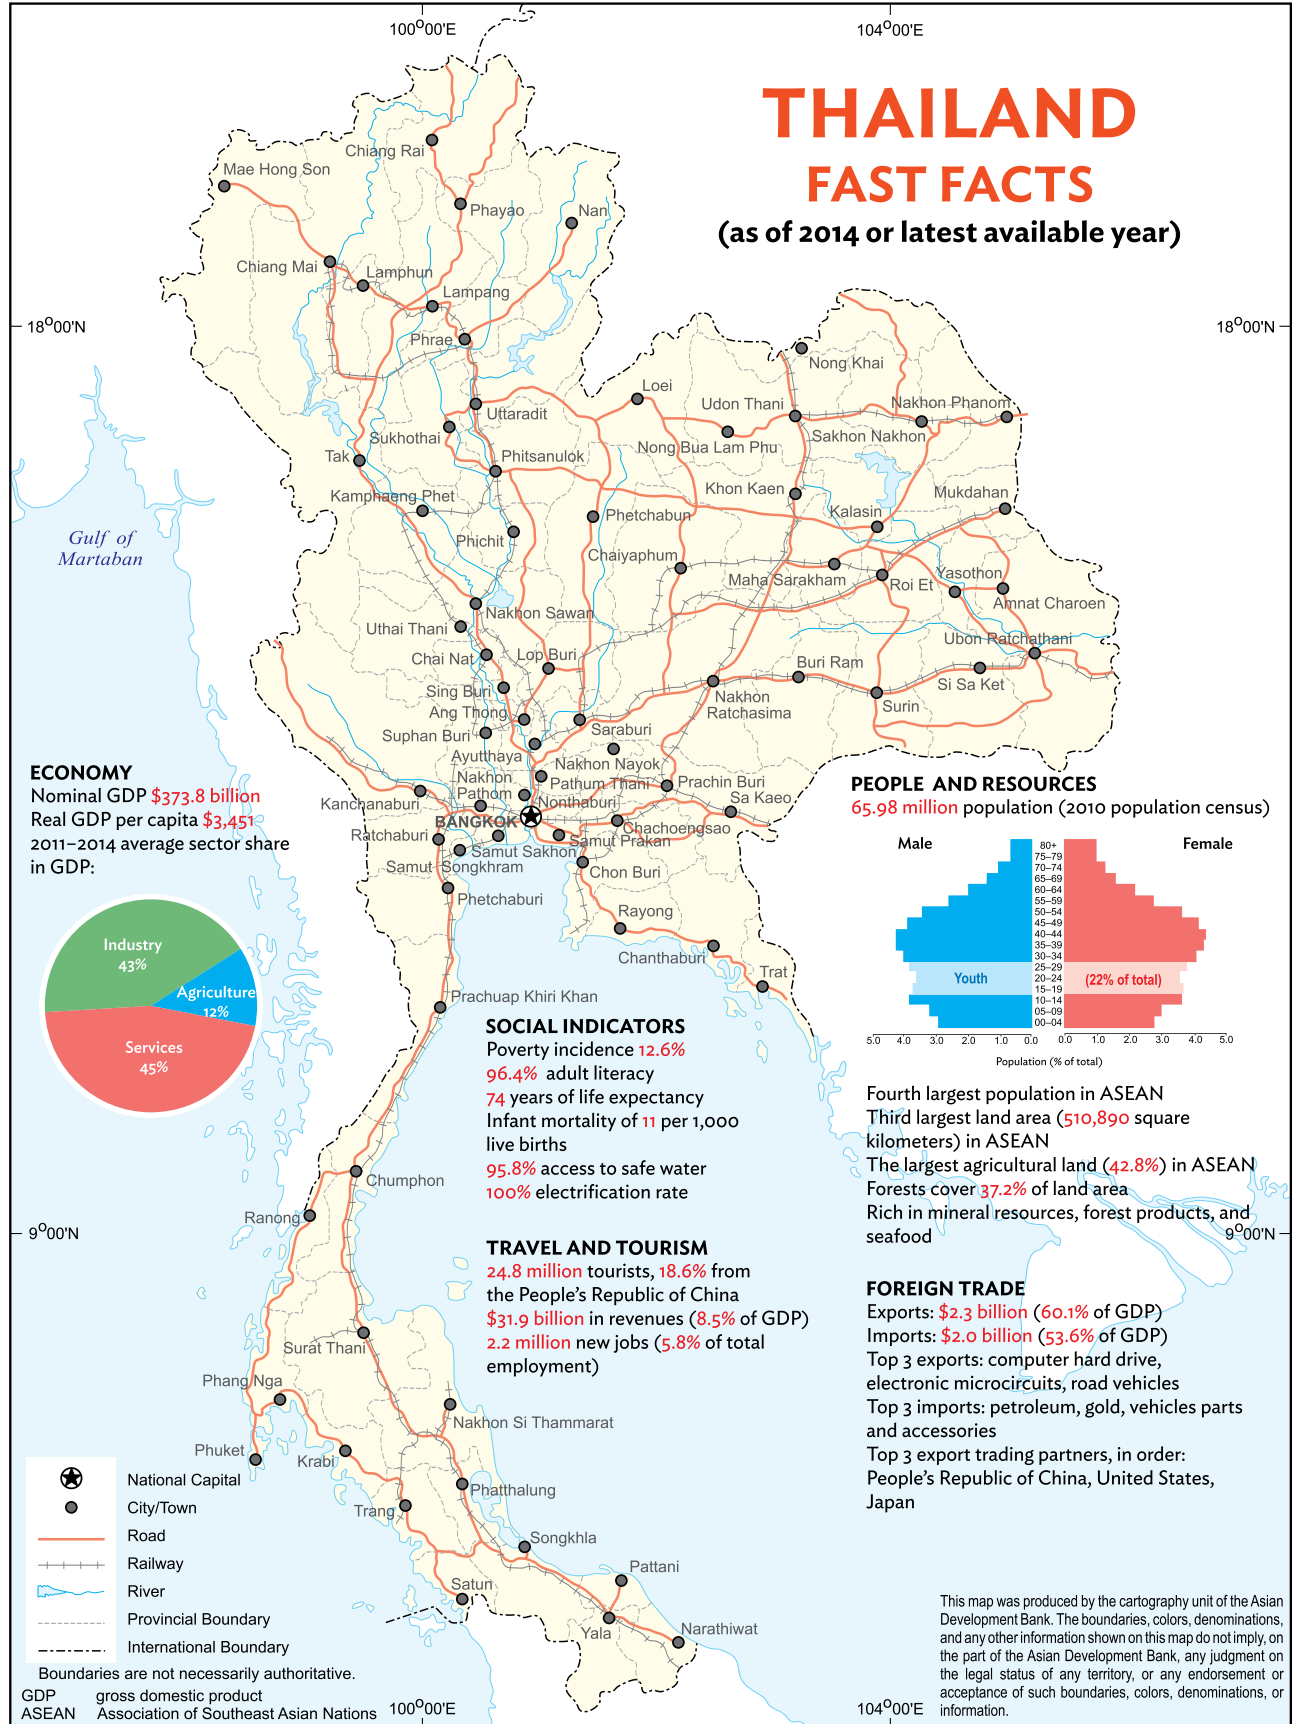 100⁰00'E
104⁰00'E
THAILAND
FAST FACTS
(as of 2014 or latest available year)
Chiang Rai
Mae Hong Son
Phayao
Nan
Chiang Mai
Lamphun
Lampang
18⁰00'N
18⁰00'N
Phrae
Nong Khai
Loei
Udon Thani
Nakhon Phanom
Uttaradit
Sukhothai
Nong Bua Lam Phu
Sakhon Nakhon
Tak
Phitsanulok
Khon Kaen
Mukdahan
Kamphaeng Phet
Phetchabun
Kalasin
Gulf of
Martaban
Phichit
Chaiyaphum
Maha Sarakham
Roi Et
Yasothon
Amnat Charoen
Nakhon Sawan
Uthai Thani
Ubon Ratchathani
Chai Nat
Lop Buri
Buri Ram
Si Sa Ket
Sing Buri
Nakhon
Ratchasima
Surin
Ang Thong
Saraburi
Suphan Buri
Ayutthaya
Nakhon Nayok
Nakhon
Pathom
Pathum Thani
Prachin Buri
Nonthaburi
Sa Kaeo
Kanchanaburi
BANGKOK
Chachoengsao
Ratchaburi
Samut Prakan
Samut Sakhon
Samut Songkhram
Chon Buri
Phetchaburi
Rayong
Chanthaburi
Trat
Prachuap Khiri Khan
Chumphon
Ranong
9⁰00'N
9⁰00'N
Surat Thani
Phang Nga
Nakhon Si Thammarat
Phuket
Krabi
Phatthalung
Trang
Songkhla
Pattani
Satun
Yala
Narathiwat
ECONOMY
Nominal GDP $373.8 billion
Real GDP per capita $3,451
2011–2014 average sector share
in GDP:
Industry
43%
Agriculture
12%
Services
45%
SOCIAL INDICATORS
Poverty incidence 12.6%
96.4% adult literacy
74 years of life expectancy
Infant mortality of 11 per 1,000
live births
95.8% access to safe water
100% electrification rate
TRAVEL AND TOURISM
24.8 million tourists, 18.6% from
the People's Republic of China
$31.9 billion in revenues (8.5% of GDP)
2.2 million new jobs (5.8% of total
employment)
PEOPLE AND RESOURCES
65.98 million population (2010 population census)
Male
Female
80+
75–79
70–74
65–69
60–64
55–59
50–54
45–49
40–44
35–39
30–34
25–29
20–24
15–19
10–14
05–09
00–04
Youth
(22% of total)
5.0 4.0 3.0 2.0 1.0 0.0 0.0 1.0 2.0 3.0 4.0 5.0
Population (% of total)
Fourth largest population in ASEAN
Third largest land area (510,890 square
kilometers) in ASEAN
The largest agricultural land (42.8%) in ASEAN
Forests cover 37.2% of land area
Rich in mineral resources, forest products, and
seafood
FOREIGN TRADE
Exports: $2.3 billion (60.1% of GDP)
Imports: $2.0 billion (53.6% of GDP)
Top 3 exports: computer hard drive,
electronic microcircuits, road vehicles
Top 3 imports: petroleum, gold, vehicles parts
and accessories
Top 3 export trading partners, in order:
People's Republic of China, United States,
Japan
National Capital
City/Town
Road
Railway
River
Provincial Boundary
International Boundary
Boundaries are not necessarily authoritative.
GDP gross domestic product
ASEAN Association of Southeast Asian Nations
This map was produced by the cartography unit of the Asian
Development Bank. The boundaries, colors, denominations,
and any other information shown on this map do not imply, on
the part of the Asian Development Bank, any judgment on
the legal status of any territory, or any endorsement or
acceptance of such boundaries, colors, denominations, or
information.
100⁰00'E
104⁰00'E